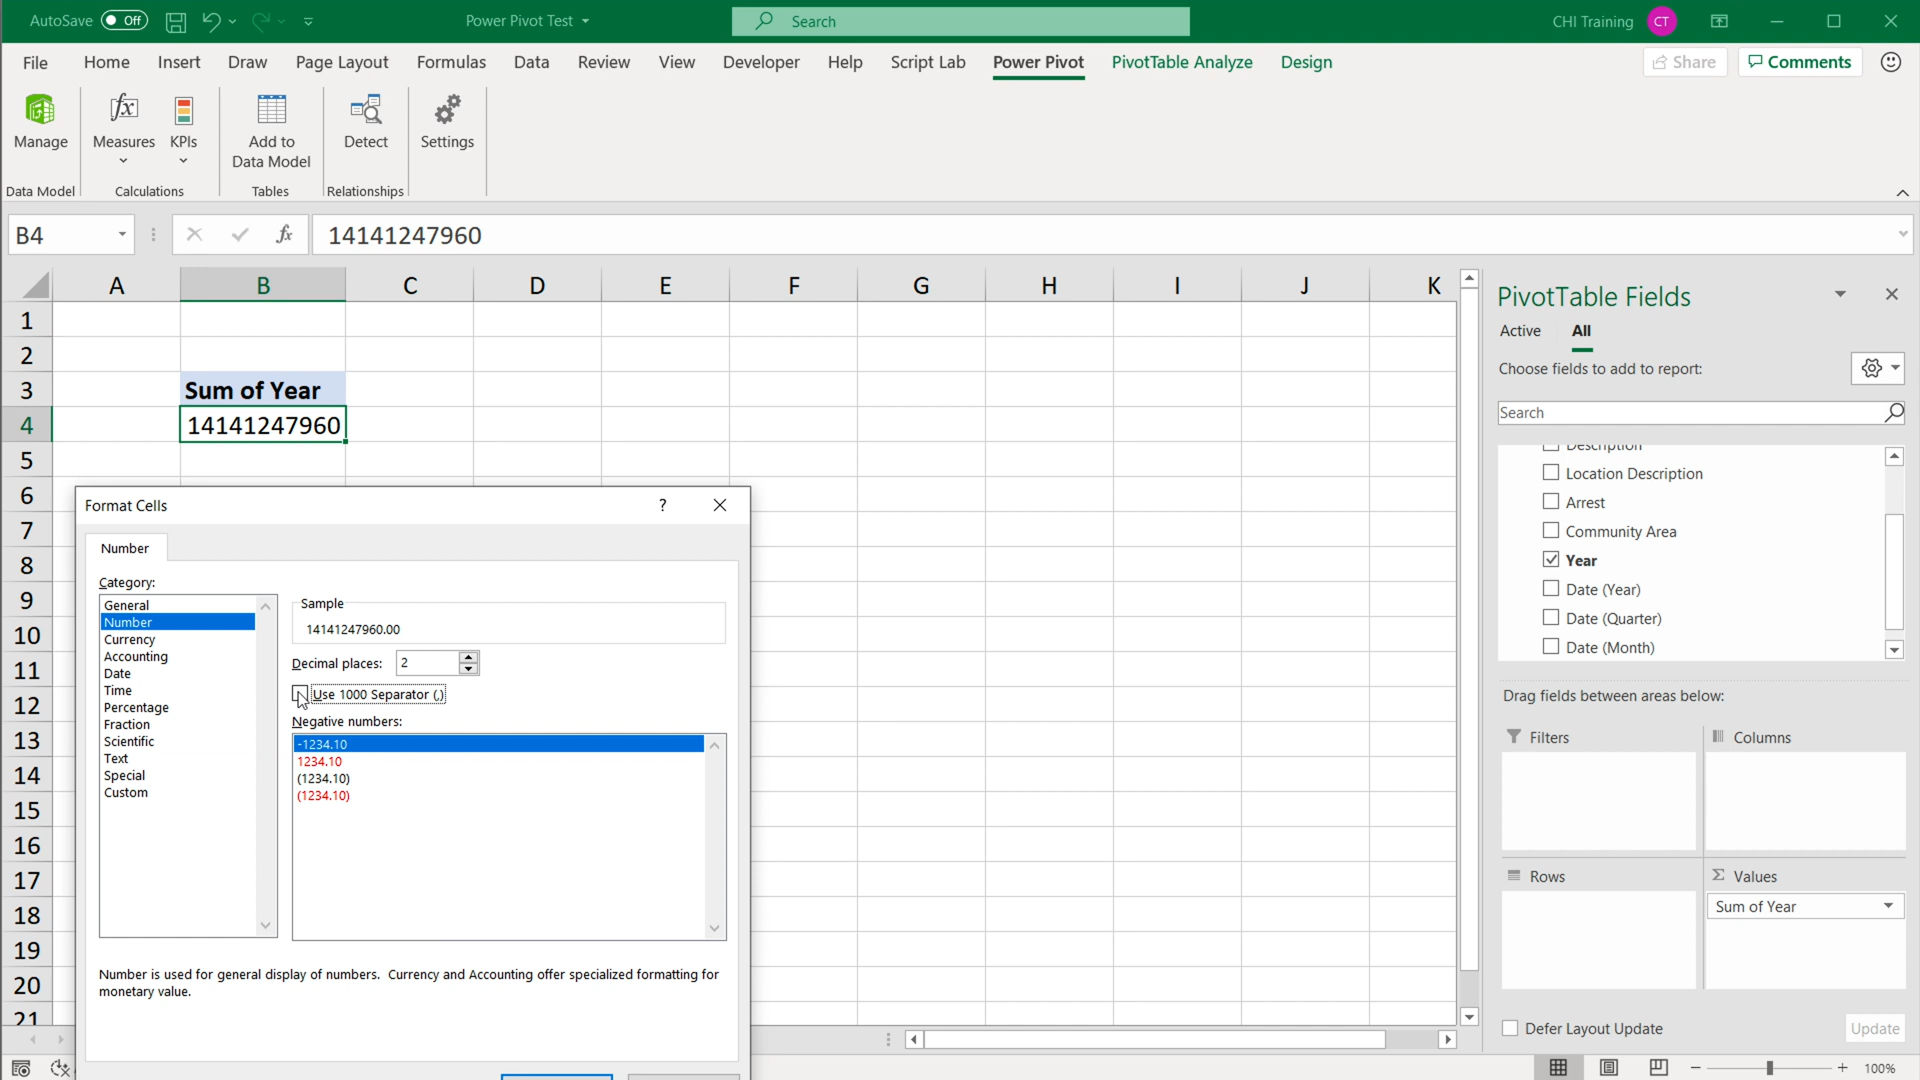 AutoSave Off
Power Pivot Test
Search
CHI Training CT
File Home Insert Draw Page Layout Formulas Data Review View Developer Help Script Lab Power Pivot PivotTable Analyze Design
Share Comments
Manage
Measures
KPIs
Add to
Data Model
Detect
Settings
Data Model Calculations Tables Relationships
B4
fx
14141247960
A B C D E F G H I J K
1
2
3 Sum of Year
4 14141247960
5
6
7
8
9
10
11
12
13
14
15
16
17
18
19
20
21
Format Cells
?
Number
Category:
General
Number
Currency
Accounting
Date
Time
Percentage
Fraction
Scientific
Text
Special
Custom
Sample
14141247960.00
Decimal places: 2
Use 1000 Separator (,)
Negative numbers:
-1234.10
1234.10
(1234.10)
(1234.10)
Number is used for general display of numbers. Currency and Accounting offer specialized formatting for
monetary value.
PivotTable Fields
Active All
Choose fields to add to report:
Search
Description
Location Description
Arrest
Community Area
Year
Date (Year)
Date (Quarter)
Date (Month)
Drag fields between areas below:
Filters
Columns
Rows
Σ Values
Sum of Year
Defer Layout Update
Update
100%